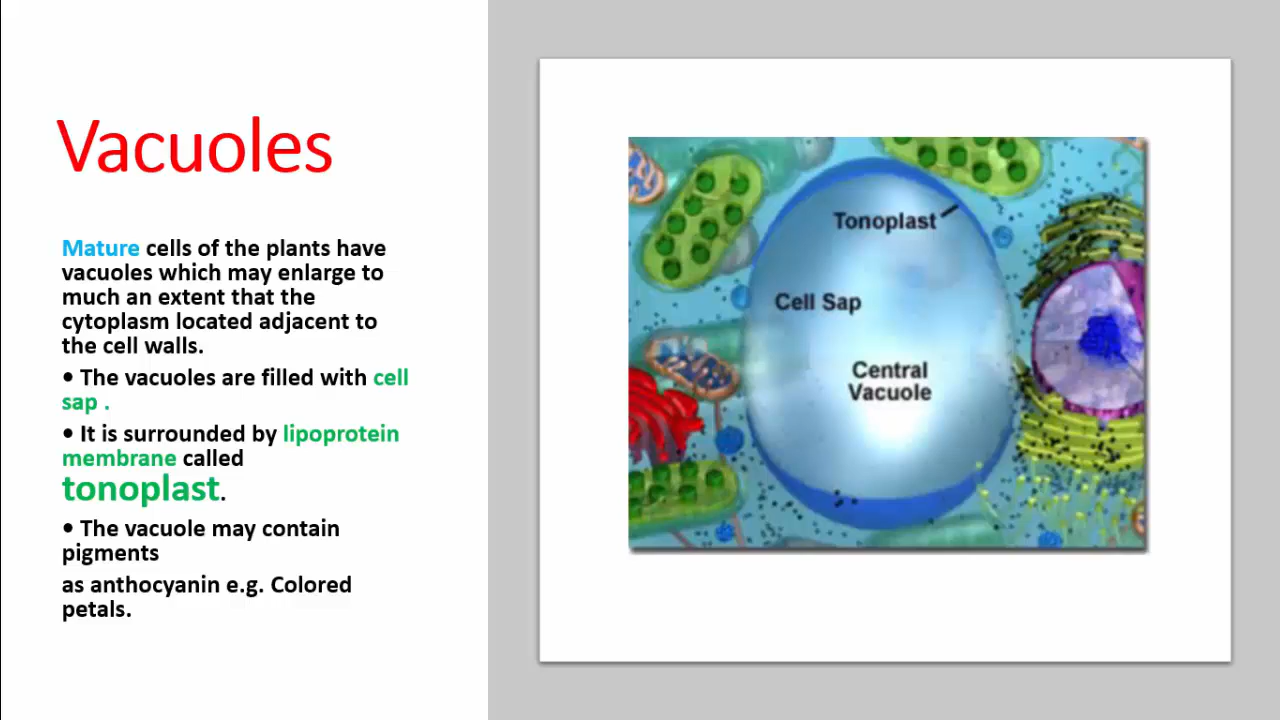 Vacuoles
Mature cells of the plants have
vacuoles which may enlarge to
much an extent that the
cytoplasm located adjacent to
the cell walls.
• The vacuoles are filled with cell
sap .
• It is surrounded by lipoprotein
membrane called
tonoplast.
• The vacuole may contain
pigments
as anthocyanin e.g. Colored
petals.
Tonoplast
Cell Sap
Central
Vacuole